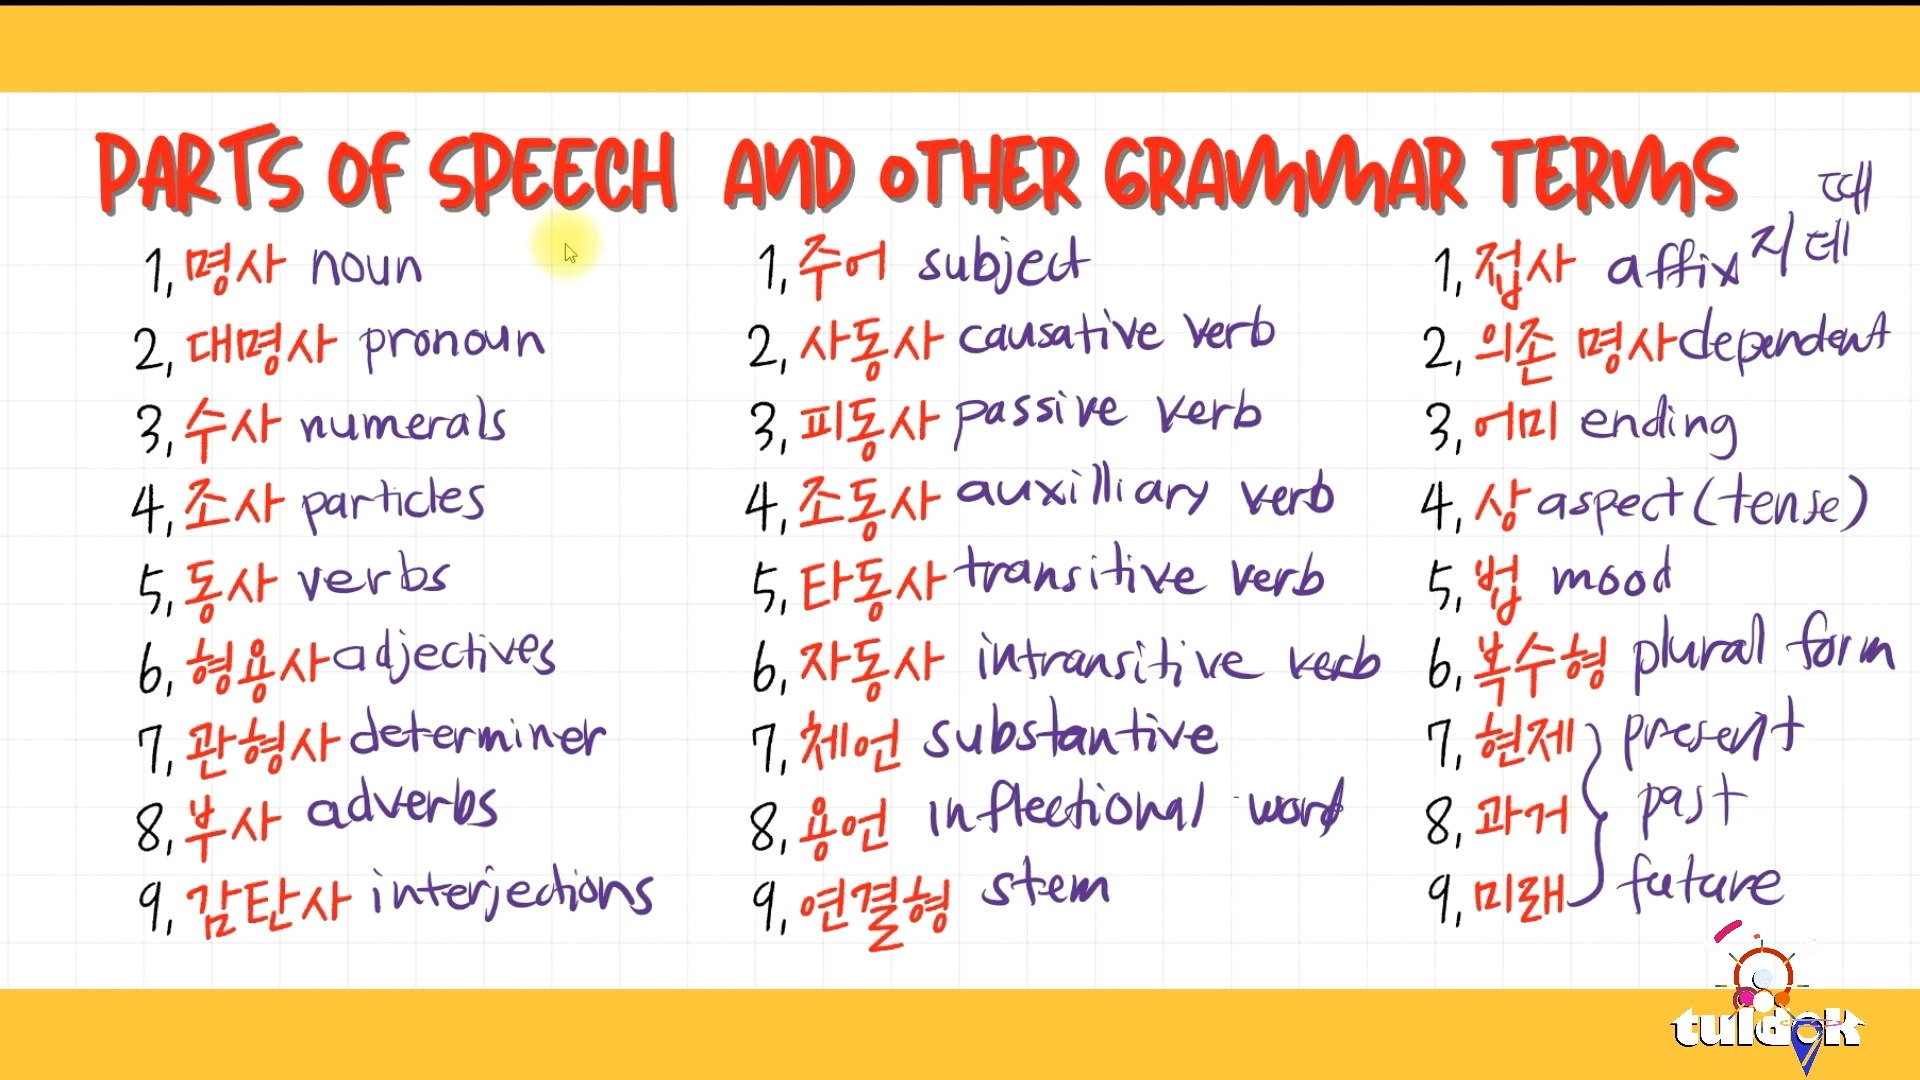 PARTS OF SPEECH AND OTHER GRAMMAR TERMS
1, 명사 noun
2, 대명사 pronoun
3, 수사 numerals
4, 조사 particles
5, 동사 verbs
6, 형용사 adjectives
7, 관형사 determiner
8, 부사 adverbs
9, 감탄사 interjections
1, 주어 subject
2, 사동사 causative verb
3, 피동사 passive verb
4, 조동사 auxilliary verb
5, 타동사 transitive verb
6, 자동사 intransitive verb
7, 체언 substantive
8, 용언 inflectional word
9, 연결형 stem
때
지 데
1, 접사 affix
2, 의존 명사 dependent
3, 어미 ending
4, 상 aspect (tense)
5, 법 mood
6, 복수형 plural form
7, 현제 present
8, 과거 past
9, 미래 future
tuldok